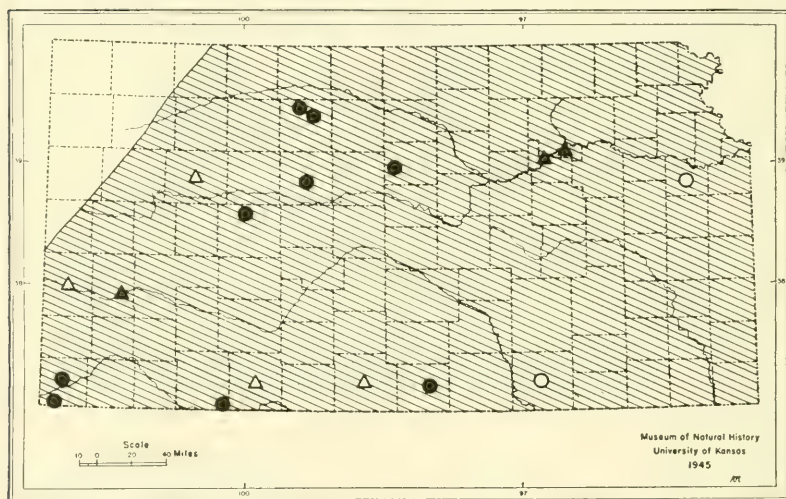 100 97
39 39
38 38
Scale
10 0 20 40 Miles
Museum of Natural History
University of Kansas
1945
100 97